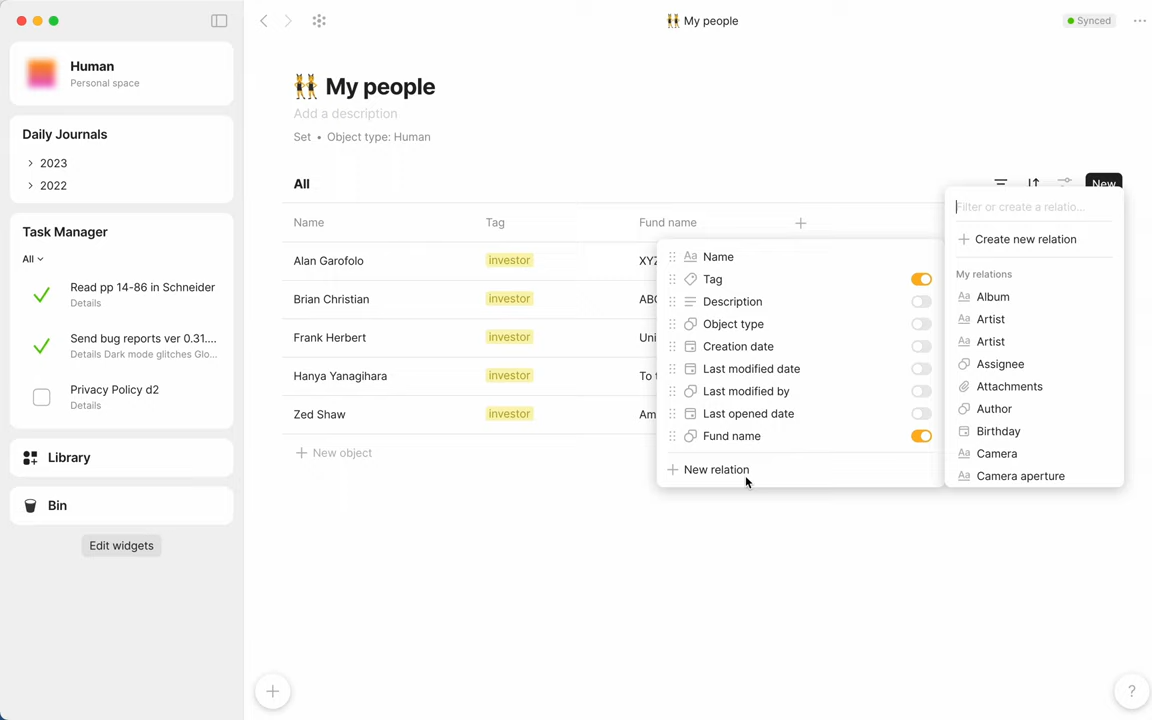 My people
Synced
Human
Personal space
Daily Journals
2023
2022
Task Manager
All
Read pp 14-86 in Schneider
Details
Send bug reports ver 0.31....
Details Dark mode glitches Glo...
Privacy Policy d2
Details
Library
Bin
Edit widgets
My people
Add a description
Set • Object type: Human
All
New
Name Tag Fund name
Alan Garofolo investor XYZ
Brian Christian investor ABC
Frank Herbert investor Uni
Hanya Yanagihara investor To t
Zed Shaw investor Am
New object
Aa Name
Tag
Description
Object type
Creation date
Last modified date
Last modified by
Last opened date
Fund name
New relation
Filter or create a relatio...
Create new relation
My relations
Aa Album
Aa Artist
Aa Artist
Assignee
Attachments
Author
Birthday
Aa Camera
Aa Camera aperture
?